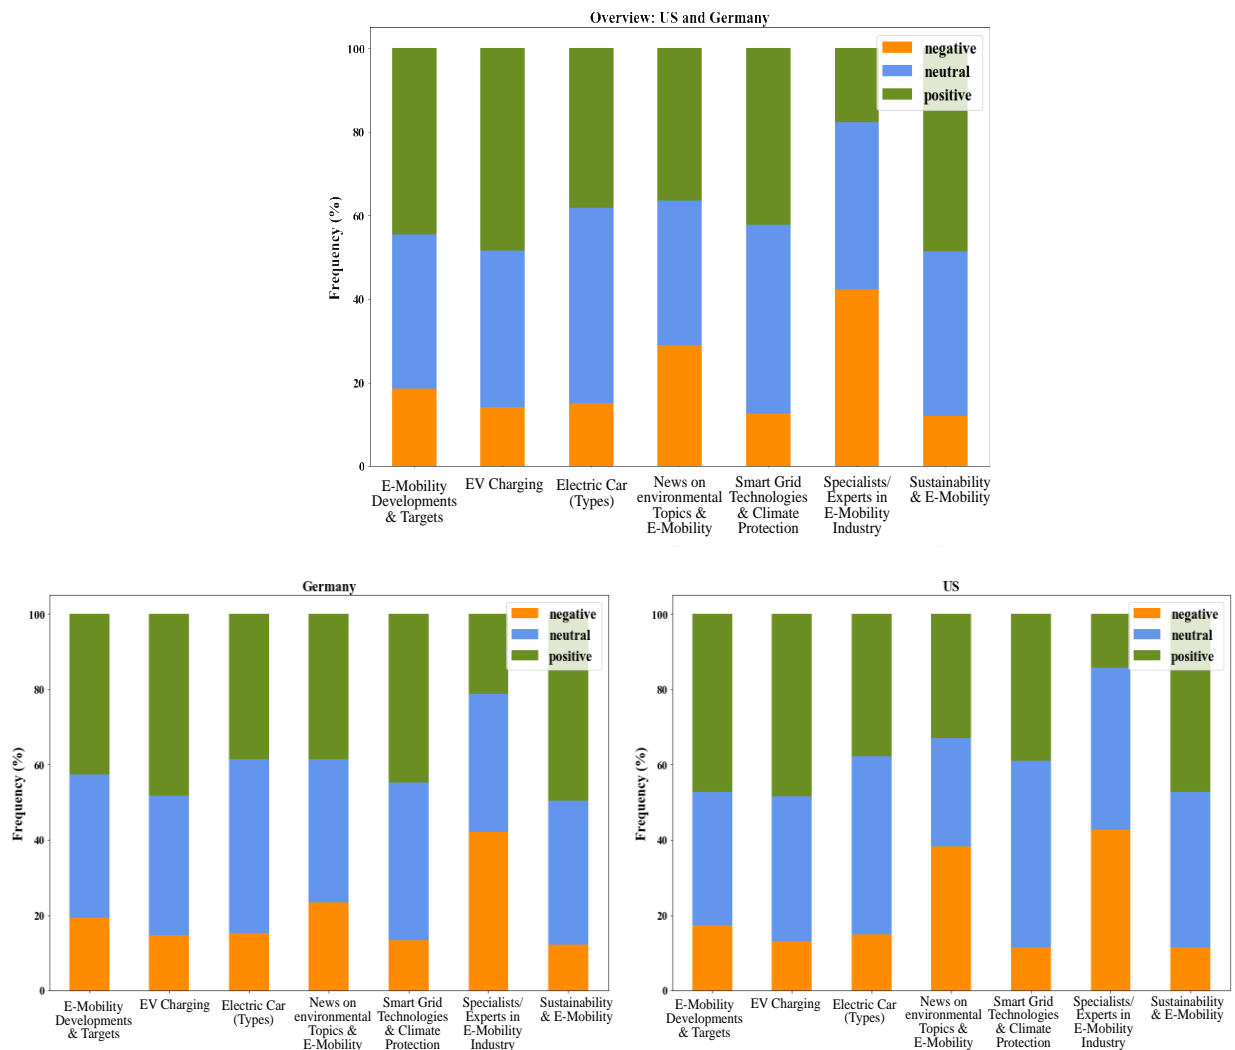 Overview: US and Germany
negative
neutral
positive
Frequency (%)
100
80
60
40
20
0
E-Mobility
Developments
& Targets
EV Charging
Electric Car
(Types)
News on
environmental
Topics &
E-Mobility
Smart Grid
Technologies
& Climate
Protection
Specialists/
Experts in
E-Mobility
Industry
Sustainability
& E-Mobility
Germany
negative
neutral
positive
Frequency (%)
100
80
60
40
20
0
E-Mobility
Developments
& Targets
EV Charging
Electric Car
(Types)
News on
environmental
Topics &
E-Mobility
Smart Grid
Technologies
& Climate
Protection
Specialists/
Experts in
E-Mobility
Industry
Sustainability
& E-Mobility
US
negative
neutral
positive
Frequency (%)
100
80
60
40
20
0
E-Mobility
Developments
& Targets
EV Charging
Electric Car
(Types)
News on
environmental
Topics &
E-Mobility
Smart Grid
Technologies
& Climate
Protection
Specialists/
Experts in
E-Mobility
Industry
Sustainability
& E-Mobility